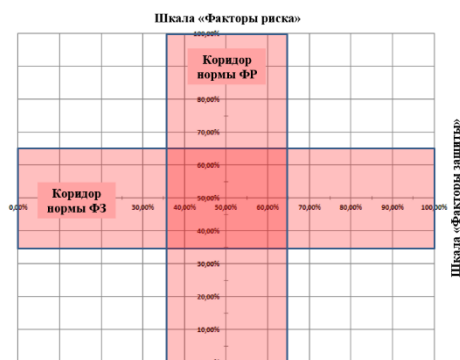 Шкала «Факторы риска»
100,00%
Коридор
нормы ФР
80,00%
70,00%
60,00%
Коридор
нормы ФЗ
0,00%
30,00%
40,00%
50,00%
60,00%
70,00%
80,00%
90,00%
100,00%
40,00%
30,00%
20,00%
10,00%
Шкала «Факторы защиты»